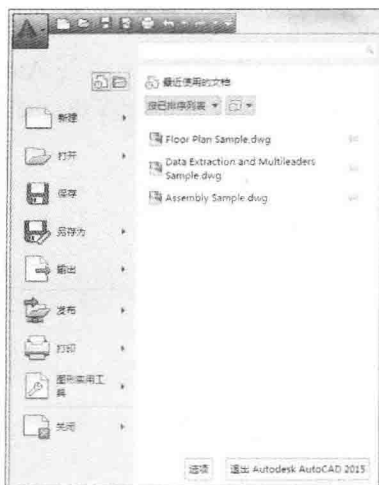 最近使用的文档
按已排序列表
新建
打开
保存
另存为
输出
发布
打印
图形实用工
具
关闭
Floor Plan Sample.dwg
Data Extraction and Multileaders
Sample.dwg
Assembly Sample.dwg
选项
退出 Autodesk AutoCAD 2015